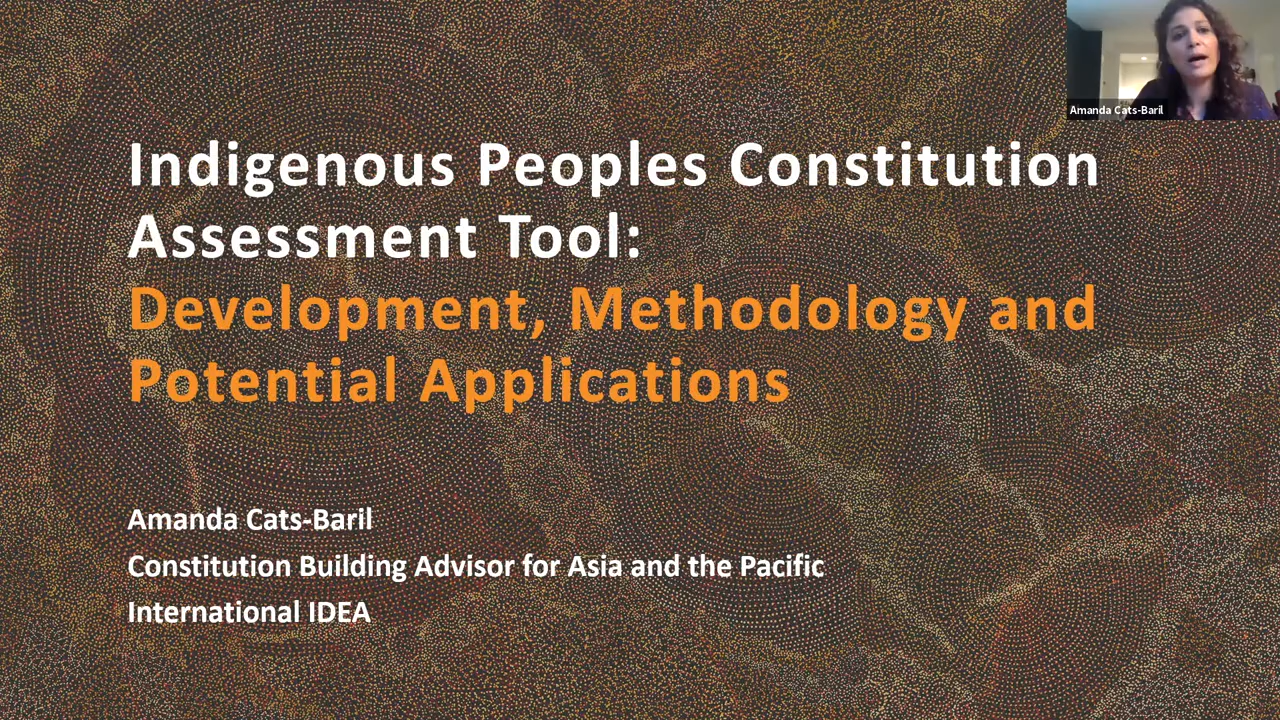 Amanda Cats-Baril
Indigenous Peoples Constitution
Assessment Tool:
Development, Methodology and
Potential Applications
Amanda Cats-Baril
Constitution Building Advisor for Asia and the Pacific
International IDEA